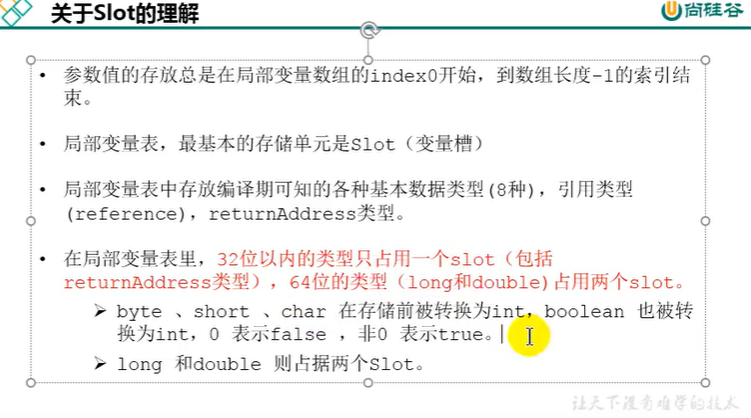 关于Slot的理解
尚硅谷
• 参数值的存放总是在局部变量数组的index0开始，到数组长度-1的索引结
束。
• 局部变量表，最基本的存储单元是Slot（变量槽）
• 局部变量表中存放编译期可知的各种基本数据类型(8种)，引用类型
(reference)，returnAddress类型。
• 在局部变量表里，32位以内的类型只占用一个slot（包括
returnAddress类型），64位的类型（long和double)占用两个slot。
➢ byte 、short 、char 在存储前被转换为int，boolean 也被转
换为int，0 表示false ，非0 表示true。
➢ long 和double 则占据两个Slot。
让天下没有难学的技术